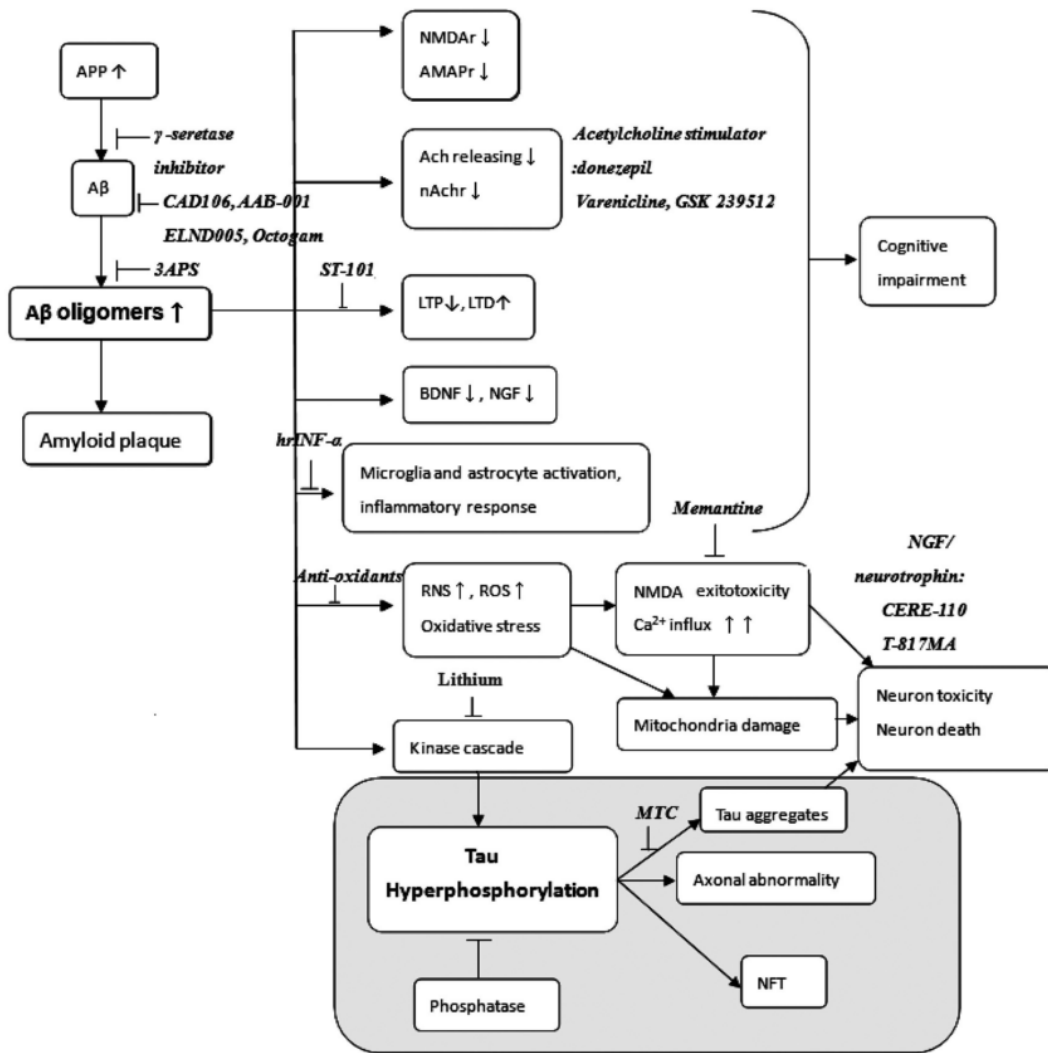 APP ↑
γ-seretase
inhibitor
Aβ
CAD106, AAB-001
ELND005, Octogam
3APS
Aβ oligomers ↑
Amyloid plaque
NMDAr ↓
AMAPr ↓
Ach releasing ↓
nAchr ↓
Acetylcholine stimulator
:donezepil
Varenicline, GSK 239512
ST-101
LTP↓, LTD↑
BDNF ↓ , NGF ↓
Cognitive
impairment
hrINF-α
Microglia and astrocyte activation,
inflammatory response
Memantine
Anti-oxidants
RNS ↑ , ROS ↑
Oxidative stress
NMDA exitotoxicity
Ca²⁺ influx ↑ ↑
NGF/
neurotrophin:
CERE-110
T-817MA
Lithium
Kinase cascade
Mitochondria damage
Neuron toxicity
Neuron death
MTC
Tau aggregates
Tau
Hyperphosphorylation
Axonal abnormality
NFT
Phosphatase